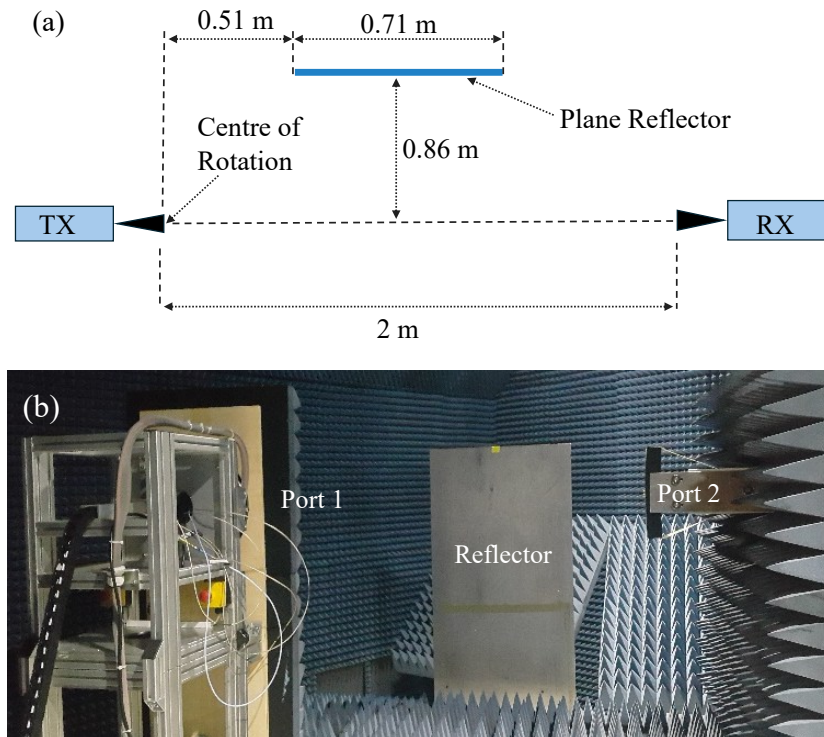 (a)
0.51 m
0.71 m
Centre of
Rotation
Plane Reflector
0.86 m
TX
RX
2 m
(b)
Port 1
Port 2
Reflector